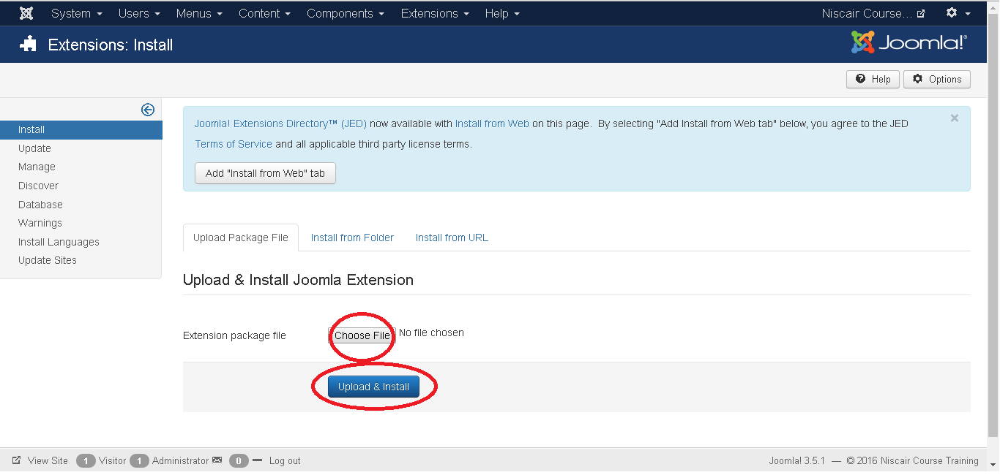 System Users Menus Content Components Extensions Help Niscair Course...
Extensions: Install Joomla!®
Help Options
Install
Update
Manage
Discover
Database
Warnings
Install Languages
Update Sites
Joomla! Extensions Directory™ (JED) now available with Install from Web on this page. By selecting "Add Install from Web tab" below, you agree to the JED
Terms of Service and all applicable third party license terms.
×
Add "Install from Web" tab
Upload Package File Install from Folder Install from URL
Upload & Install Joomla Extension
Extension package file Choose File No file chosen
Upload & Install
View Site 1 Visitor 1 Administrator 0 Log out Joomla! 3.5.1 — © 2016 Niscair Course Training